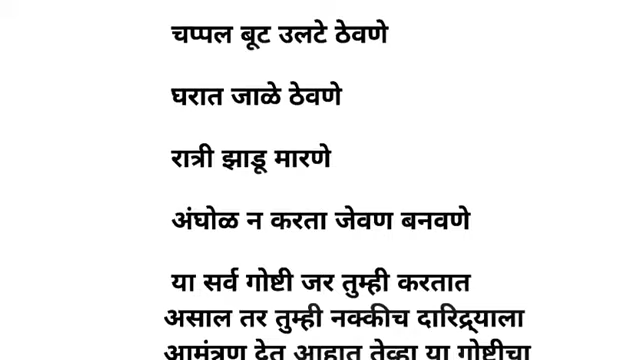 चप्पल बूट उलटे ठेवणे
घरात जाळे ठेवणे
रात्री झाडू मारणे
अंघोळ न करता जेवण बनवणे
या सर्व गोष्टी जर तुम्ही करतात
असाल तर तुम्ही नक्कीच दारिद्र्याला
आमंत्रण देत आहात तेव्हा या गोष्टीचा